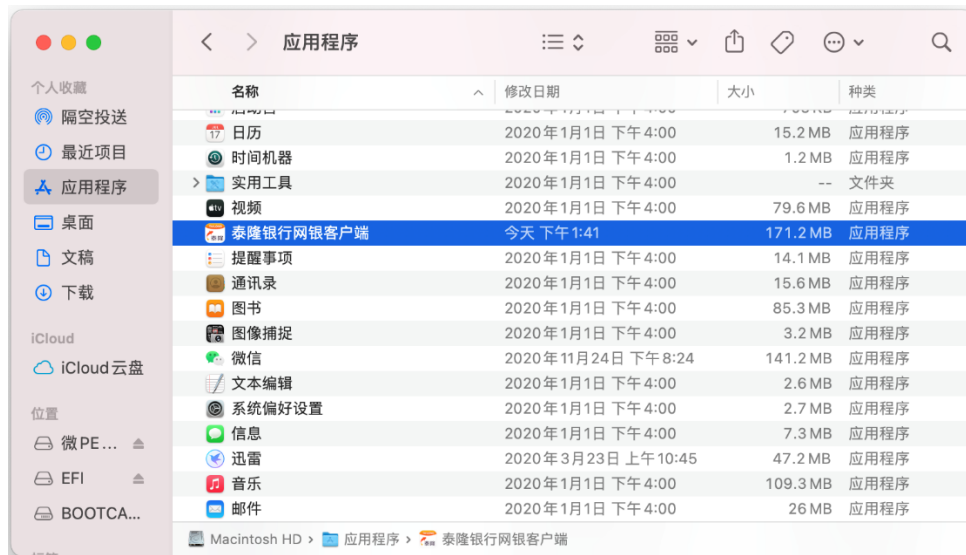 应用程序
个人收藏
隔空投送
最近项目
应用程序
桌面
文稿
下载
iCloud
iCloud云盘
位置
微PE...
EFI
BOOTCA...
名称 修改日期 大小 种类
日历 2020年1月1日 下午4:00 15.2 MB 应用程序
时间机器 2020年1月1日 下午4:00 1.2 MB 应用程序
实用工具 2020年1月1日 下午4:00 -- 文件夹
视频 2020年1月1日 下午4:00 79.6 MB 应用程序
泰隆银行网银客户端 今天 下午1:41 171.2 MB 应用程序
提醒事项 2020年1月1日 下午4:00 14.1 MB 应用程序
通讯录 2020年1月1日 下午4:00 15.6 MB 应用程序
图书 2020年1月1日 下午4:00 85.3 MB 应用程序
图像捕捉 2020年1月1日 下午4:00 3.2 MB 应用程序
微信 2020年11月24日 下午8:24 141.2 MB 应用程序
文本编辑 2020年1月1日 下午4:00 2.6 MB 应用程序
系统偏好设置 2020年1月1日 下午4:00 2.7 MB 应用程序
信息 2020年1月1日 下午4:00 7.3 MB 应用程序
迅雷 2020年3月23日 上午10:45 47.2 MB 应用程序
音乐 2020年1月1日 下午4:00 109.3 MB 应用程序
邮件 2020年1月1日 下午4:00 26 MB 应用程序
Macintosh HD › 应用程序 › 泰隆银行网银客户端